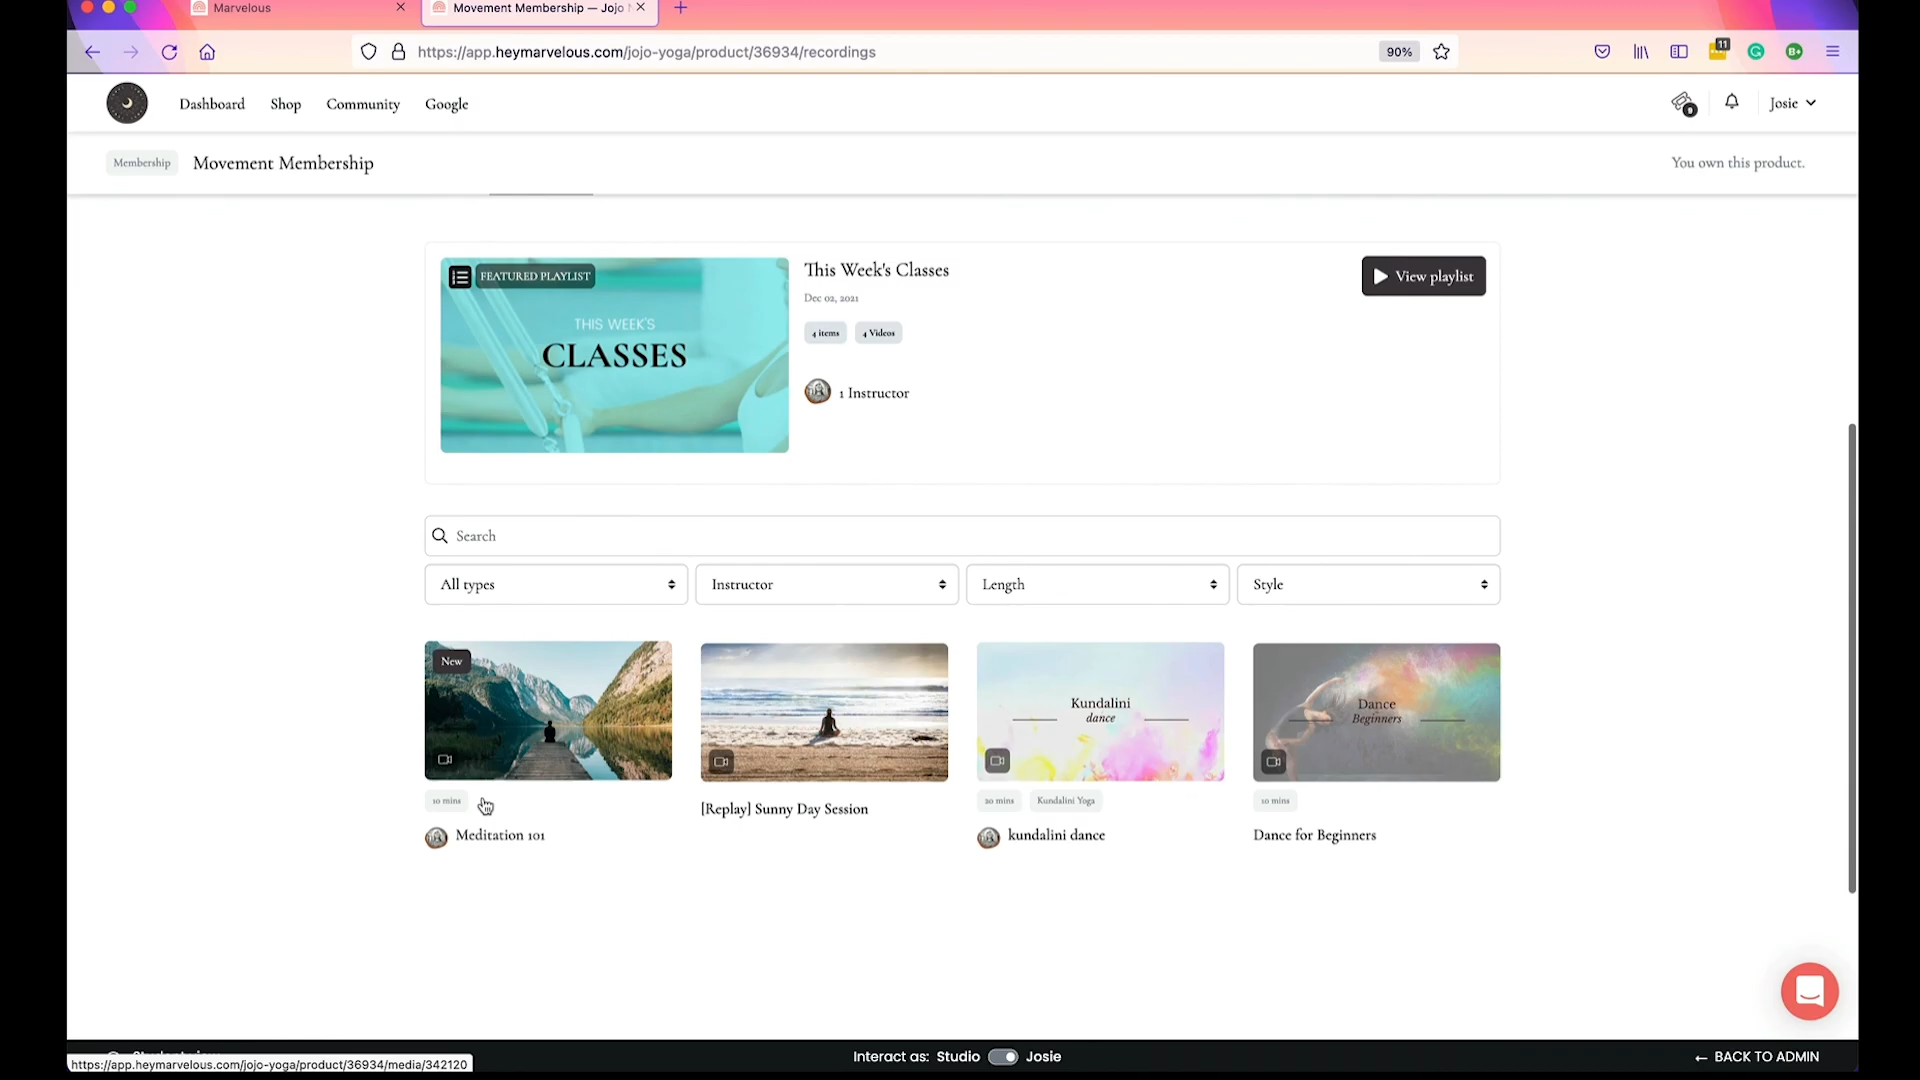 Marvelous
Movement Membership — Jojo
https://app.heymarvelous.com/jojo-yoga/product/36934/recordings
90%
11
B+
Dashboard
Shop
Community
Google
Josie
Membership
Movement Membership
You own this product.
FEATURED PLAYLIST
THIS WEEK'S
CLASSES
This Week's Classes
Dec 02, 2021
4 items
4 Videos
1 Instructor
View playlist
Search
All types
Instructor
Length
Style
New
Kundalini
dance
Dance
Beginners
10 mins
Meditation 101
[Replay] Sunny Day Session
20 mins
Kundalini Yoga
kundalini dance
10 mins
Dance for Beginners
https://app.heymarvelous.com/jojo-yoga/product/36934/media/342120
Interact as: Studio
Josie
← BACK TO ADMIN